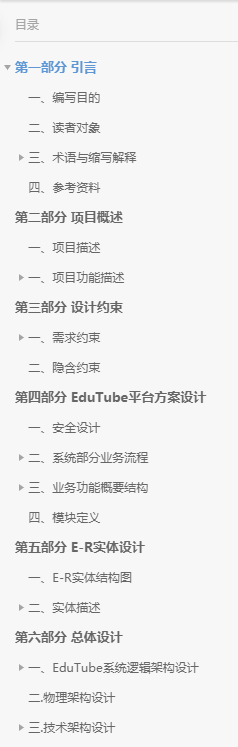 目录
第一部分 引言
一、编写目的
二、读者对象
三、术语与缩写解释
四、参考资料
第二部分 项目概述
一、项目描述
一、项目功能描述
第三部分 设计约束
一、需求约束
二、隐含约束
第四部分 EduTube平台方案设计
一、安全设计
二、系统部分业务流程
三、业务功能概要结构
四、模块定义
第五部分 E-R实体设计
一、E-R实体结构图
二、实体描述
第六部分 总体设计
一、EduTube系统逻辑架构设计
二.物理架构设计
三.技术架构设计